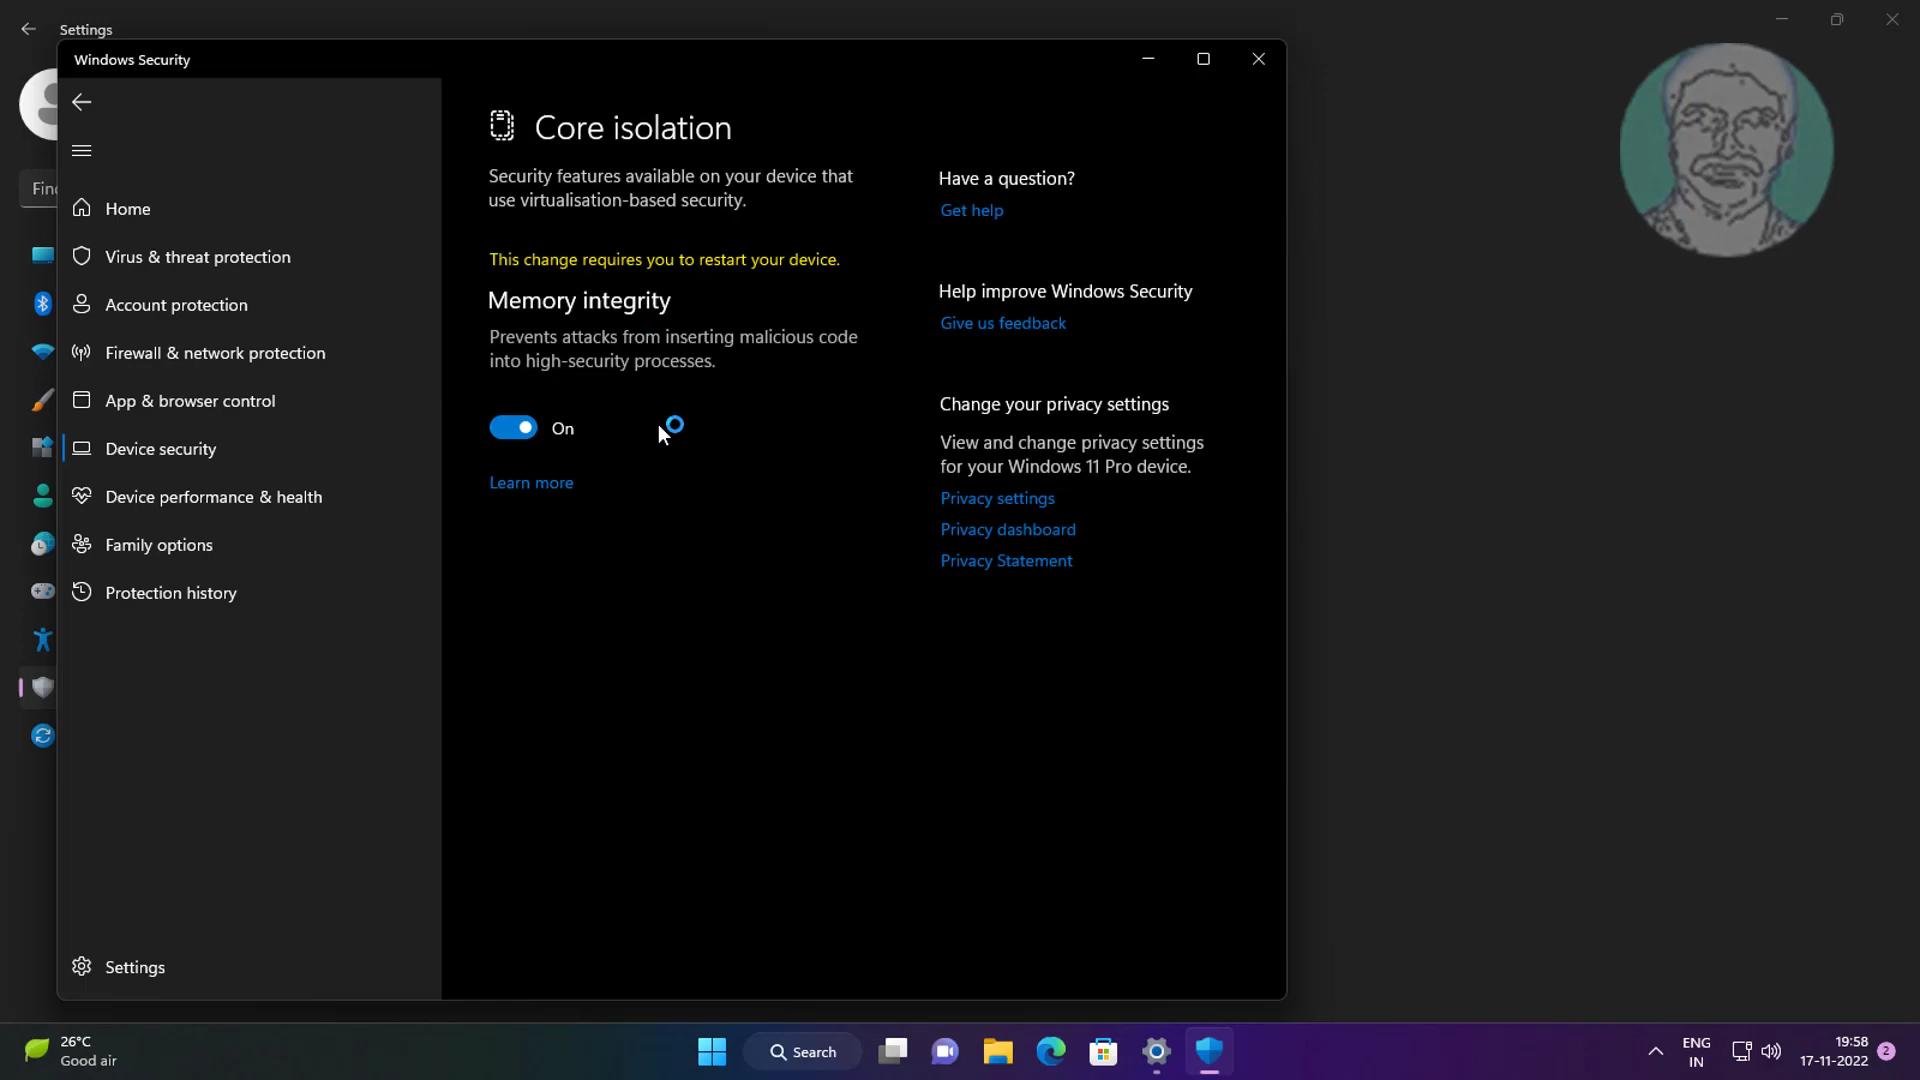 Settings
Windows Security
Find
Home
Virus & threat protection
Account protection
Firewall & network protection
App & browser control
Device security
Device performance & health
Family options
Protection history
Settings
Core isolation
Security features available on your device that
use virtualisation-based security.
This change requires you to restart your device.
Memory integrity
Prevents attacks from inserting malicious code
into high-security processes.
On
Learn more
Have a question?
Get help
Help improve Windows Security
Give us feedback
Change your privacy settings
View and change privacy settings
for your Windows 11 Pro device.
Privacy settings
Privacy dashboard
Privacy Statement
26°C
Good air
Search
ENG
IN
19:58
17-11-2022
2